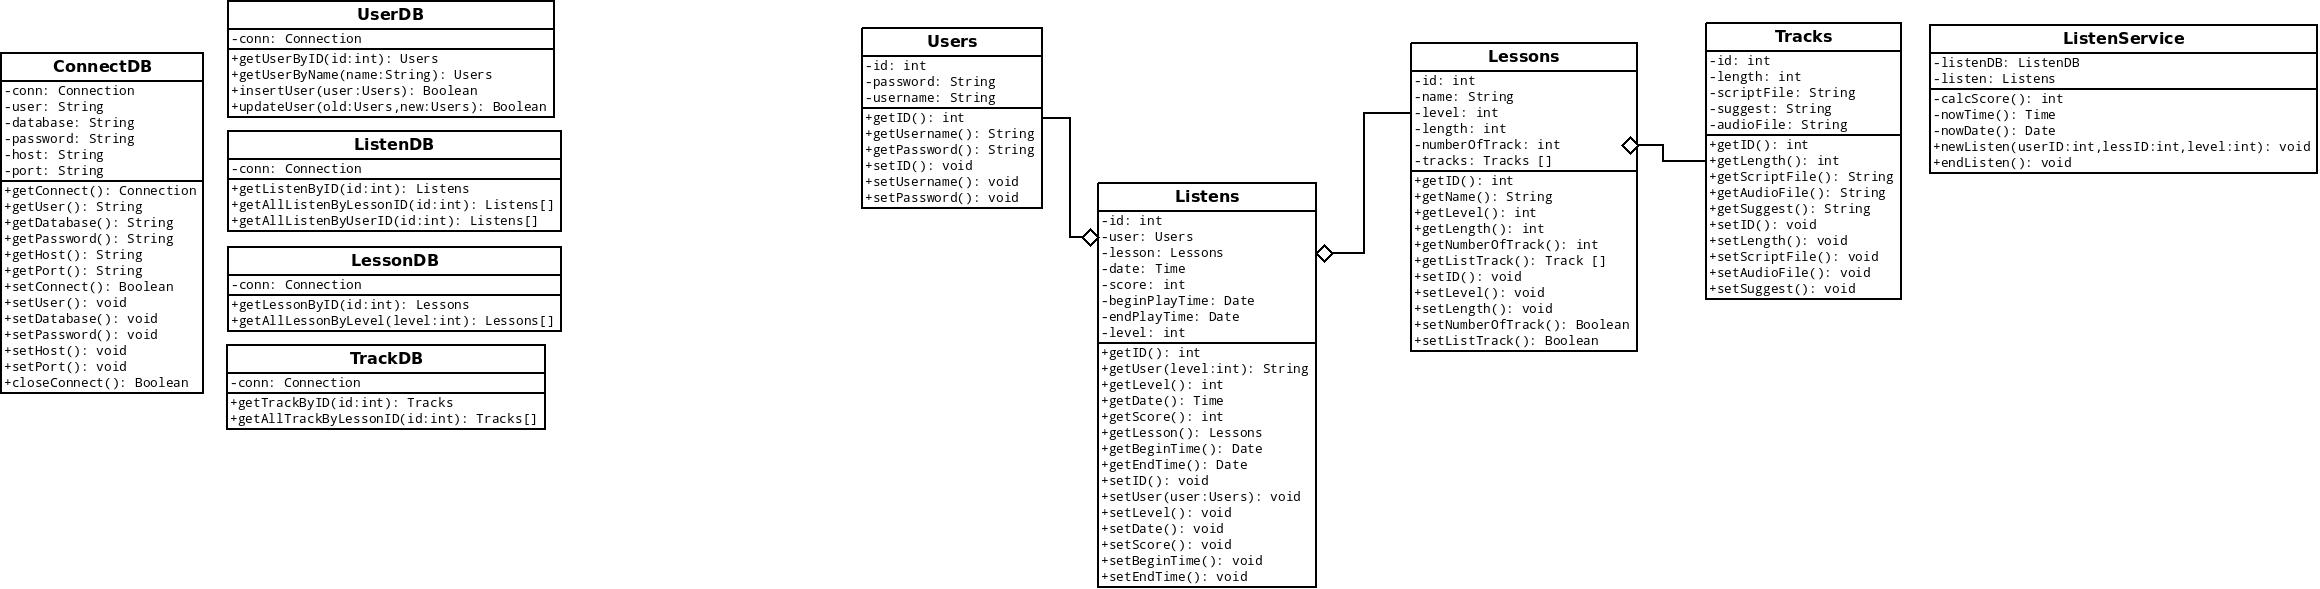 ConnectDB
-conn: Connection
-user: String
-database: String
-password: String
-host: String
-port: String
+getConnect(): Connection
+getUser(): String
+getDatabase(): String
+getPassword(): String
+getHost(): String
+getPort(): String
+setConnect(): Boolean
+setUser(): void
+setDatabase(): void
+setPassword(): void
+setHost(): void
+setPort(): void
+closeConnect(): Boolean
UserDB
-conn: Connection
+getUserByID(id:int): Users
+getUserByName(name:String): Users
+insertUser(user:Users): Boolean
+updateUser(old:Users,new:Users): Boolean
ListenDB
-conn: Connection
+getListenByID(id:int): Listens
+getAllListenByLessonID(id:int): Listens[]
+getAllListenByUserID(id:int): Listens[]
LessonDB
-conn: Connection
+getLessonByID(id:int): Lessons
+getAllLessonByLevel(level:int): Lessons[]
TrackDB
-conn: Connection
+getTrackByID(id:int): Tracks
+getAllTrackByLessonID(id:int): Tracks[]
Users
-id: int
-password: String
-username: String
+getID(): int
+getUsername(): String
+getPassword(): String
+setID(): void
+setUsername(): void
+setPassword(): void
Listens
-id: int
-user: Users
-lesson: Lessons
-date: Time
-score: int
-beginPlayTime: Date
-endPlayTime: Date
-level: int
+getID(): int
+getUser(level:int): String
+getLevel(): int
+getDate(): Time
+getScore(): int
+getLesson(): Lessons
+getBeginTime(): Date
+getEndTime(): Date
+setID(): void
+setUser(user:Users): void
+setLevel(): void
+setDate(): void
+setScore(): void
+setBeginTime(): void
+setEndTime(): void
Lessons
-id: int
-name: String
-level: int
-length: int
-numberOfTrack: int
-tracks: Tracks []
+getID(): int
+getName(): String
+getLevel(): int
+getLength(): int
+getNumberOfTrack(): int
+getListTrack(): Track []
+setID(): void
+setLevel(): void
+setLength(): void
+setNumberOfTrack(): Boolean
+setListTrack(): Boolean
Tracks
-id: int
-length: int
-scriptFile: String
-suggest: String
-audioFile: String
+getID(): int
+getLength(): int
+getScriptFile(): String
+getAudioFile(): String
+getSuggest(): String
+setID(): void
+setLength(): void
+setScriptFile(): void
+setAudioFile(): void
+setSuggest(): void
ListenService
-listenDB: ListenDB
-listen: Listens
-calcScore(): int
-nowTime(): Time
-nowDate(): Date
+newListen(userID:int,lessID:int,level:int): void
+endListen(): void